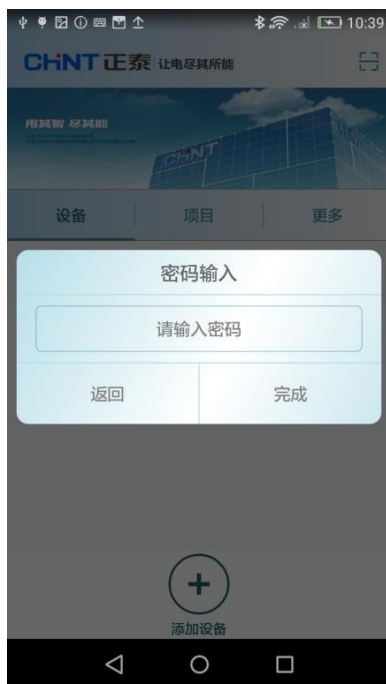 10:39
CHNT 正泰 让电尽其所能
用其智 尽其能
CHNT
设备 项目 更多
密码输入
请输入密码
返回 完成
添加设备